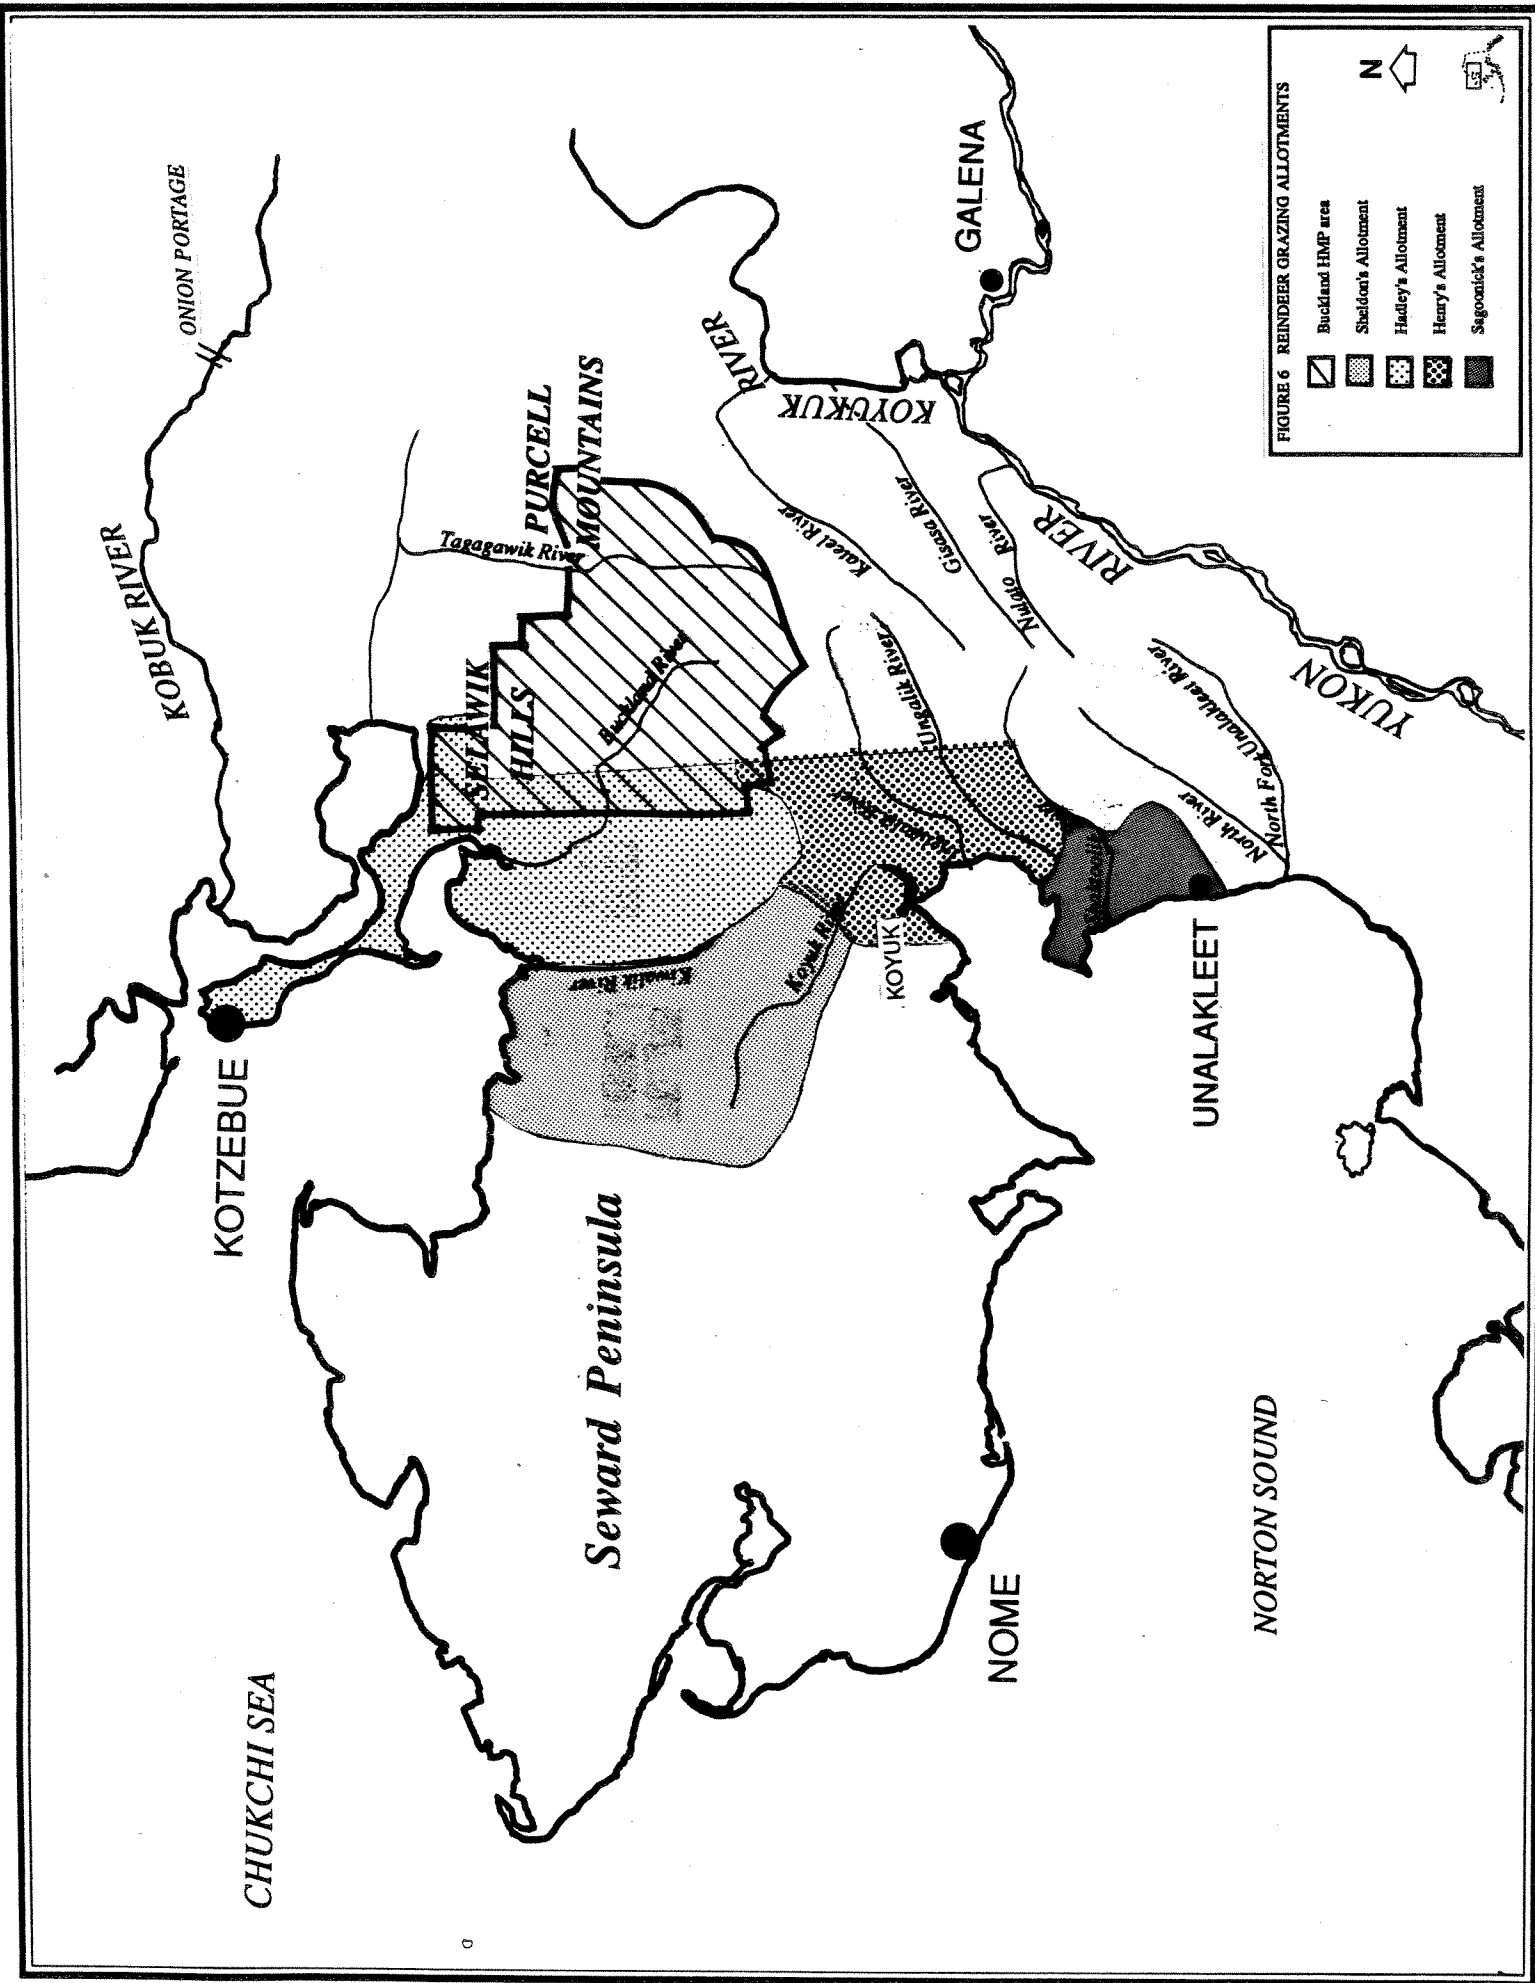 CHUKCHI SEA
KOTZEBUE
KOBUK RIVER
ONION PORTAGE
SELAWIK
HILLS
Tagagawik River
PURCELL
MOUNTAINS
Buckland River
Seward Peninsula
Kiwalik River
Koyuk River
KOYUK
Ungalik River
Kateel River
Gisasa River
Nulato River
KOYUKUK
RIVER
GALENA
YUKON
RIVER
North Fort Unalakleet River
North River
Shaktoolik
UNALAKLEET
NOME
NORTON SOUND
FIGURE 6 REINDEER GRAZING ALLOTMENTS
Buckland HMP area
Sheldon's Allotment
Hadley's Allotment
Henry's Allotment
Sagoonick's Allotment
N